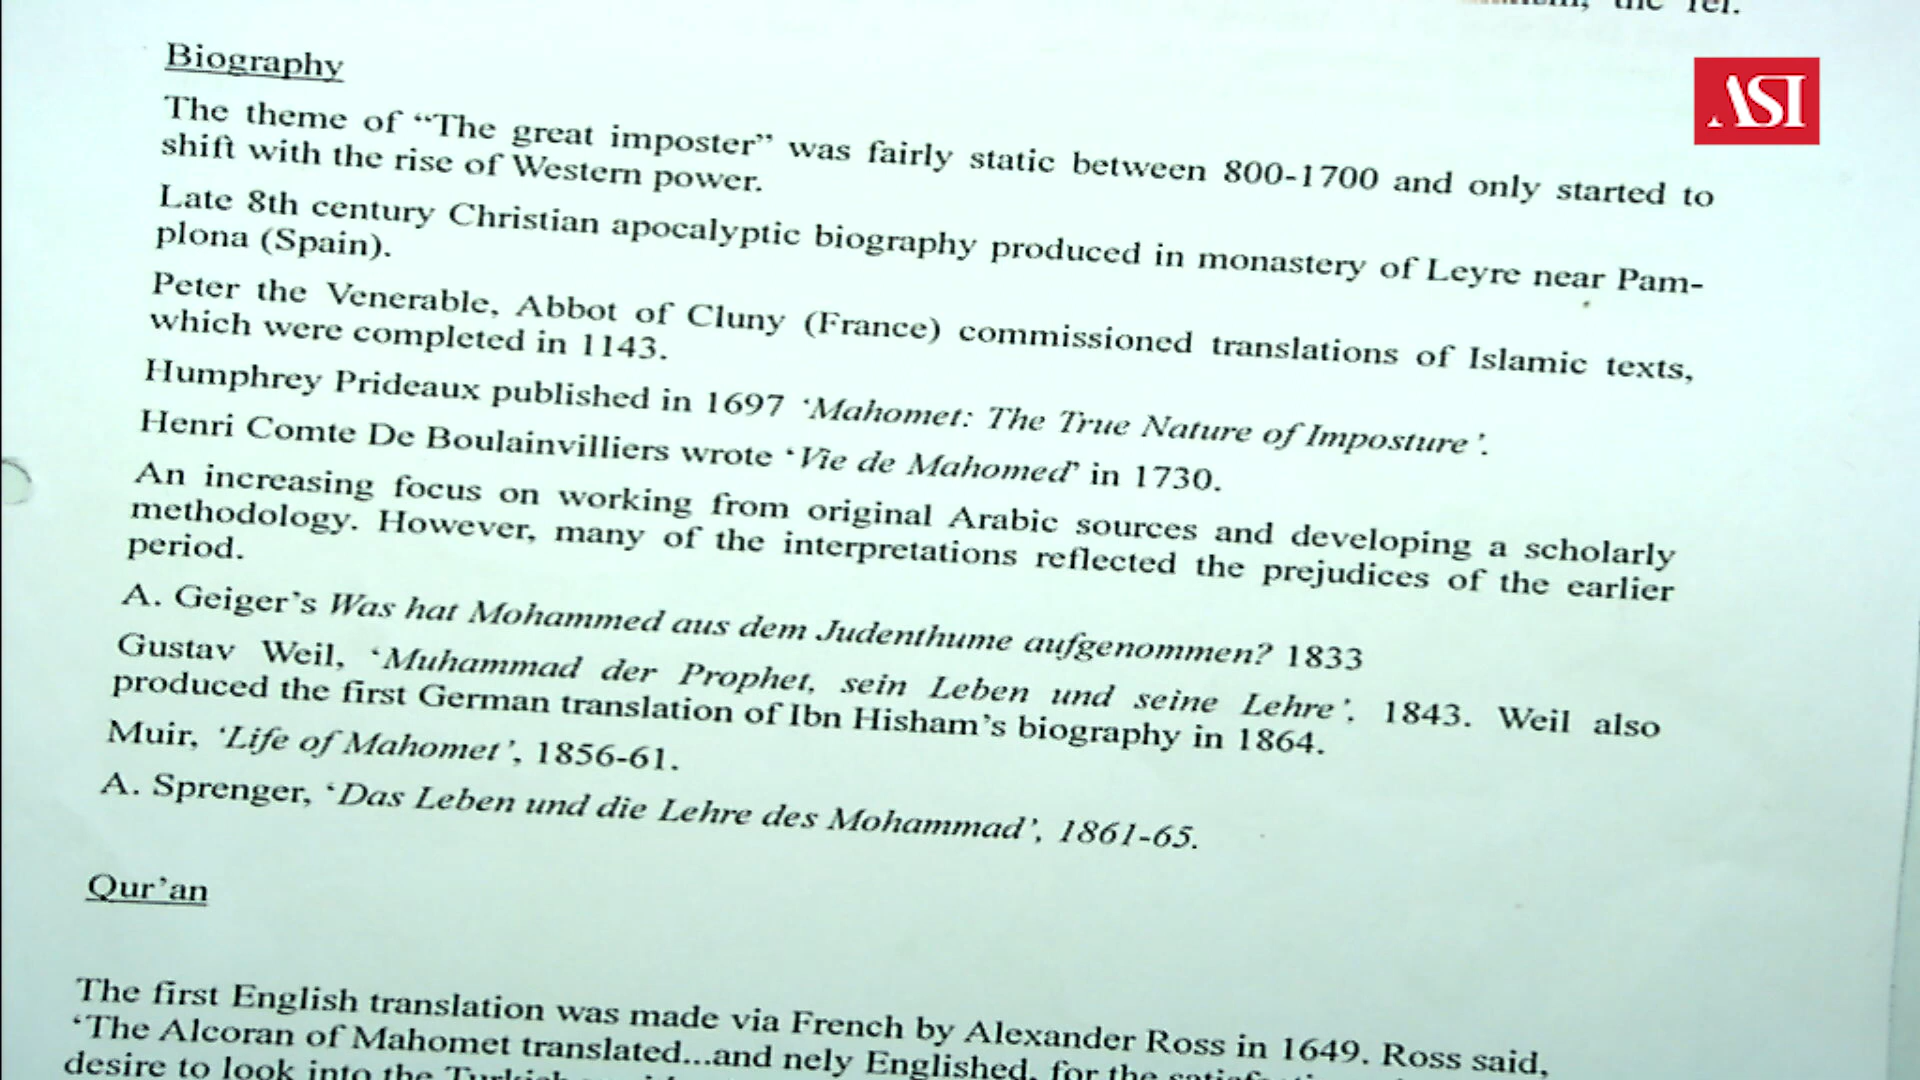 the rel.
ASI
Biography
The theme of “The great imposter” was fairly static between 800-1700 and only started to
shift with the rise of Western power.
Late 8th century Christian apocalyptic biography produced in monastery of Leyre near Pam-
plona (Spain).
Peter the Venerable, Abbot of Cluny (France) commissioned translations of Islamic texts,
which were completed in 1143.
Humphrey Prideaux published in 1697 ‘Mahomet: The True Nature of Imposture’.
Henri Comte De Boulainvilliers wrote ‘Vie de Mahomed’ in 1730.
An increasing focus on working from original Arabic sources and developing a scholarly
methodology. However, many of the interpretations reflected the prejudices of the earlier
period.
A. Geiger’s Was hat Mohammed aus dem Judenthume aufgenommen? 1833
Gustav Weil, ‘Muhammad der Prophet, sein Leben und seine Lehre’, 1843. Weil also
produced the first German translation of Ibn Hisham’s biography in 1864.
Muir, ‘Life of Mahomet’, 1856-61.
A. Sprenger, ‘Das Leben und die Lehre des Mohammad’, 1861-65.
Qur’an
The first English translation was made via French by Alexander Ross in 1649. Ross said,
‘The Alcoran of Mahomet translated...and nely Englished, for the
desire to look into the